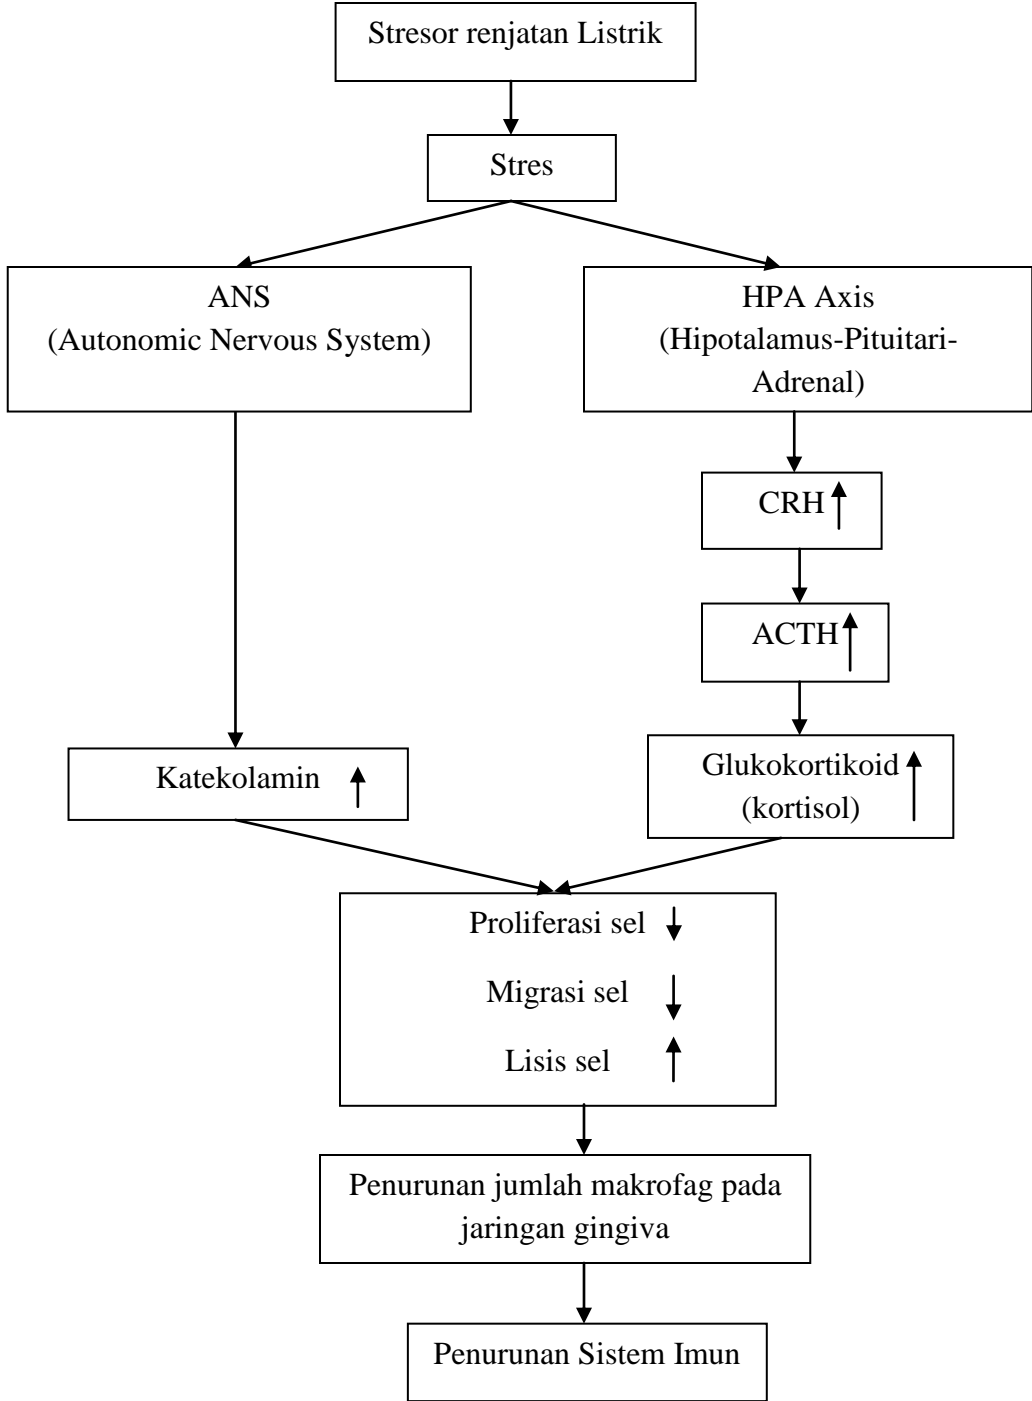 Stresor renjatan Listrik
Stres
ANS
(Autonomic Nervous System)
HPA Axis
(Hipotalamus-Pituitari-
Adrenal)
CRH
ACTH
Katekolamin
Glukokortikoid
(kortisol)
Proliferasi sel
Migrasi sel
Lisis sel
Penurunan jumlah makrofag pada
jaringan gingiva
Penurunan Sistem Imun